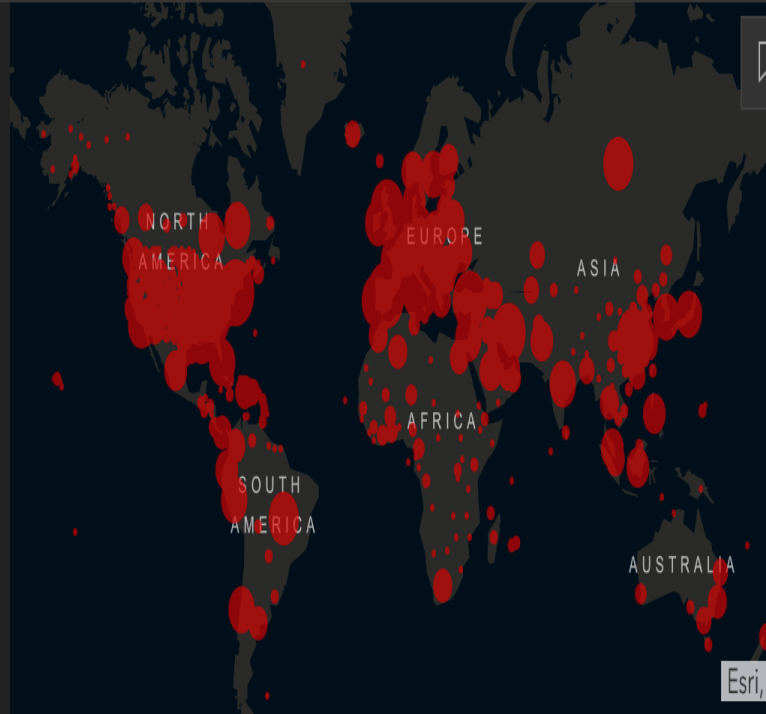 NORTH
AMERICA
EUROPE
ASIA
AFRICA
SOUTH
AMERICA
AUSTRALIA
Esri,